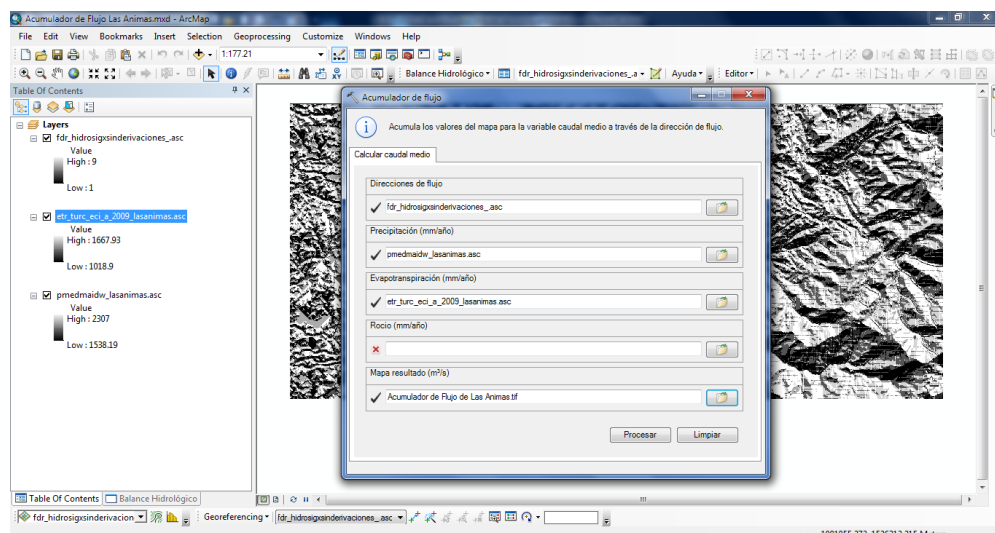 Acumulador de Flujo Las Animas.mxd - ArcMap
File Edit View Bookmarks Insert Selection Geoprocessing Customize Windows Help
1:177.21
Balance Hidrológico fdr_hidrosigxsinderivaciones_.a Ayuda Editor
Table Of Contents
Layers
fdr_hidrosigxsinderivaciones_.asc
Value
High : 9
Low : 1
etr_turc_eci_a_2009_lasanimas.asc
Value
High : 1667.93
Low : 1018.9
pmedmaidw_lasanimas.asc
Value
High : 2307
Low : 1538.19
Acumulador de flujo
Acumula los valores del mapa para la variable caudal medio a través de la dirección de flujo.
Calcular caudal medio
Direcciones de flujo
fdr_hidrosigxsinderivaciones_.asc
Precipitación (mm/año)
pmedmaidw_lasanimas.asc
Evapotranspiración (mm/año)
etr_turc_eci_a_2009_lasanimas.asc
Rocio (mm/año)
Mapa resultado (m³/s)
Acumulador de Flujo de Las Animas.tif
Procesar Limpiar
Table Of Contents Balance Hidrológico
fdr_hidrosigxsinderivacion Georeferencing fdr_hidrosigxsinderivaciones_.asc